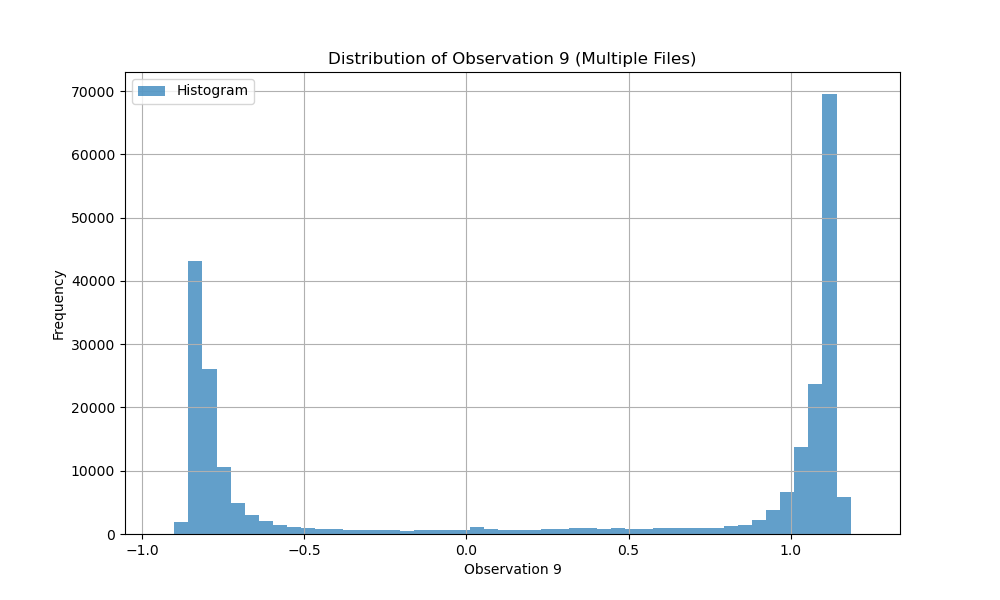 Distribution of Observation 9 (Multiple Files)
Histogram
70000
60000
50000
40000
30000
20000
10000
0
Frequency
−1.0 −0.5 0.0 0.5 1.0
Observation 9